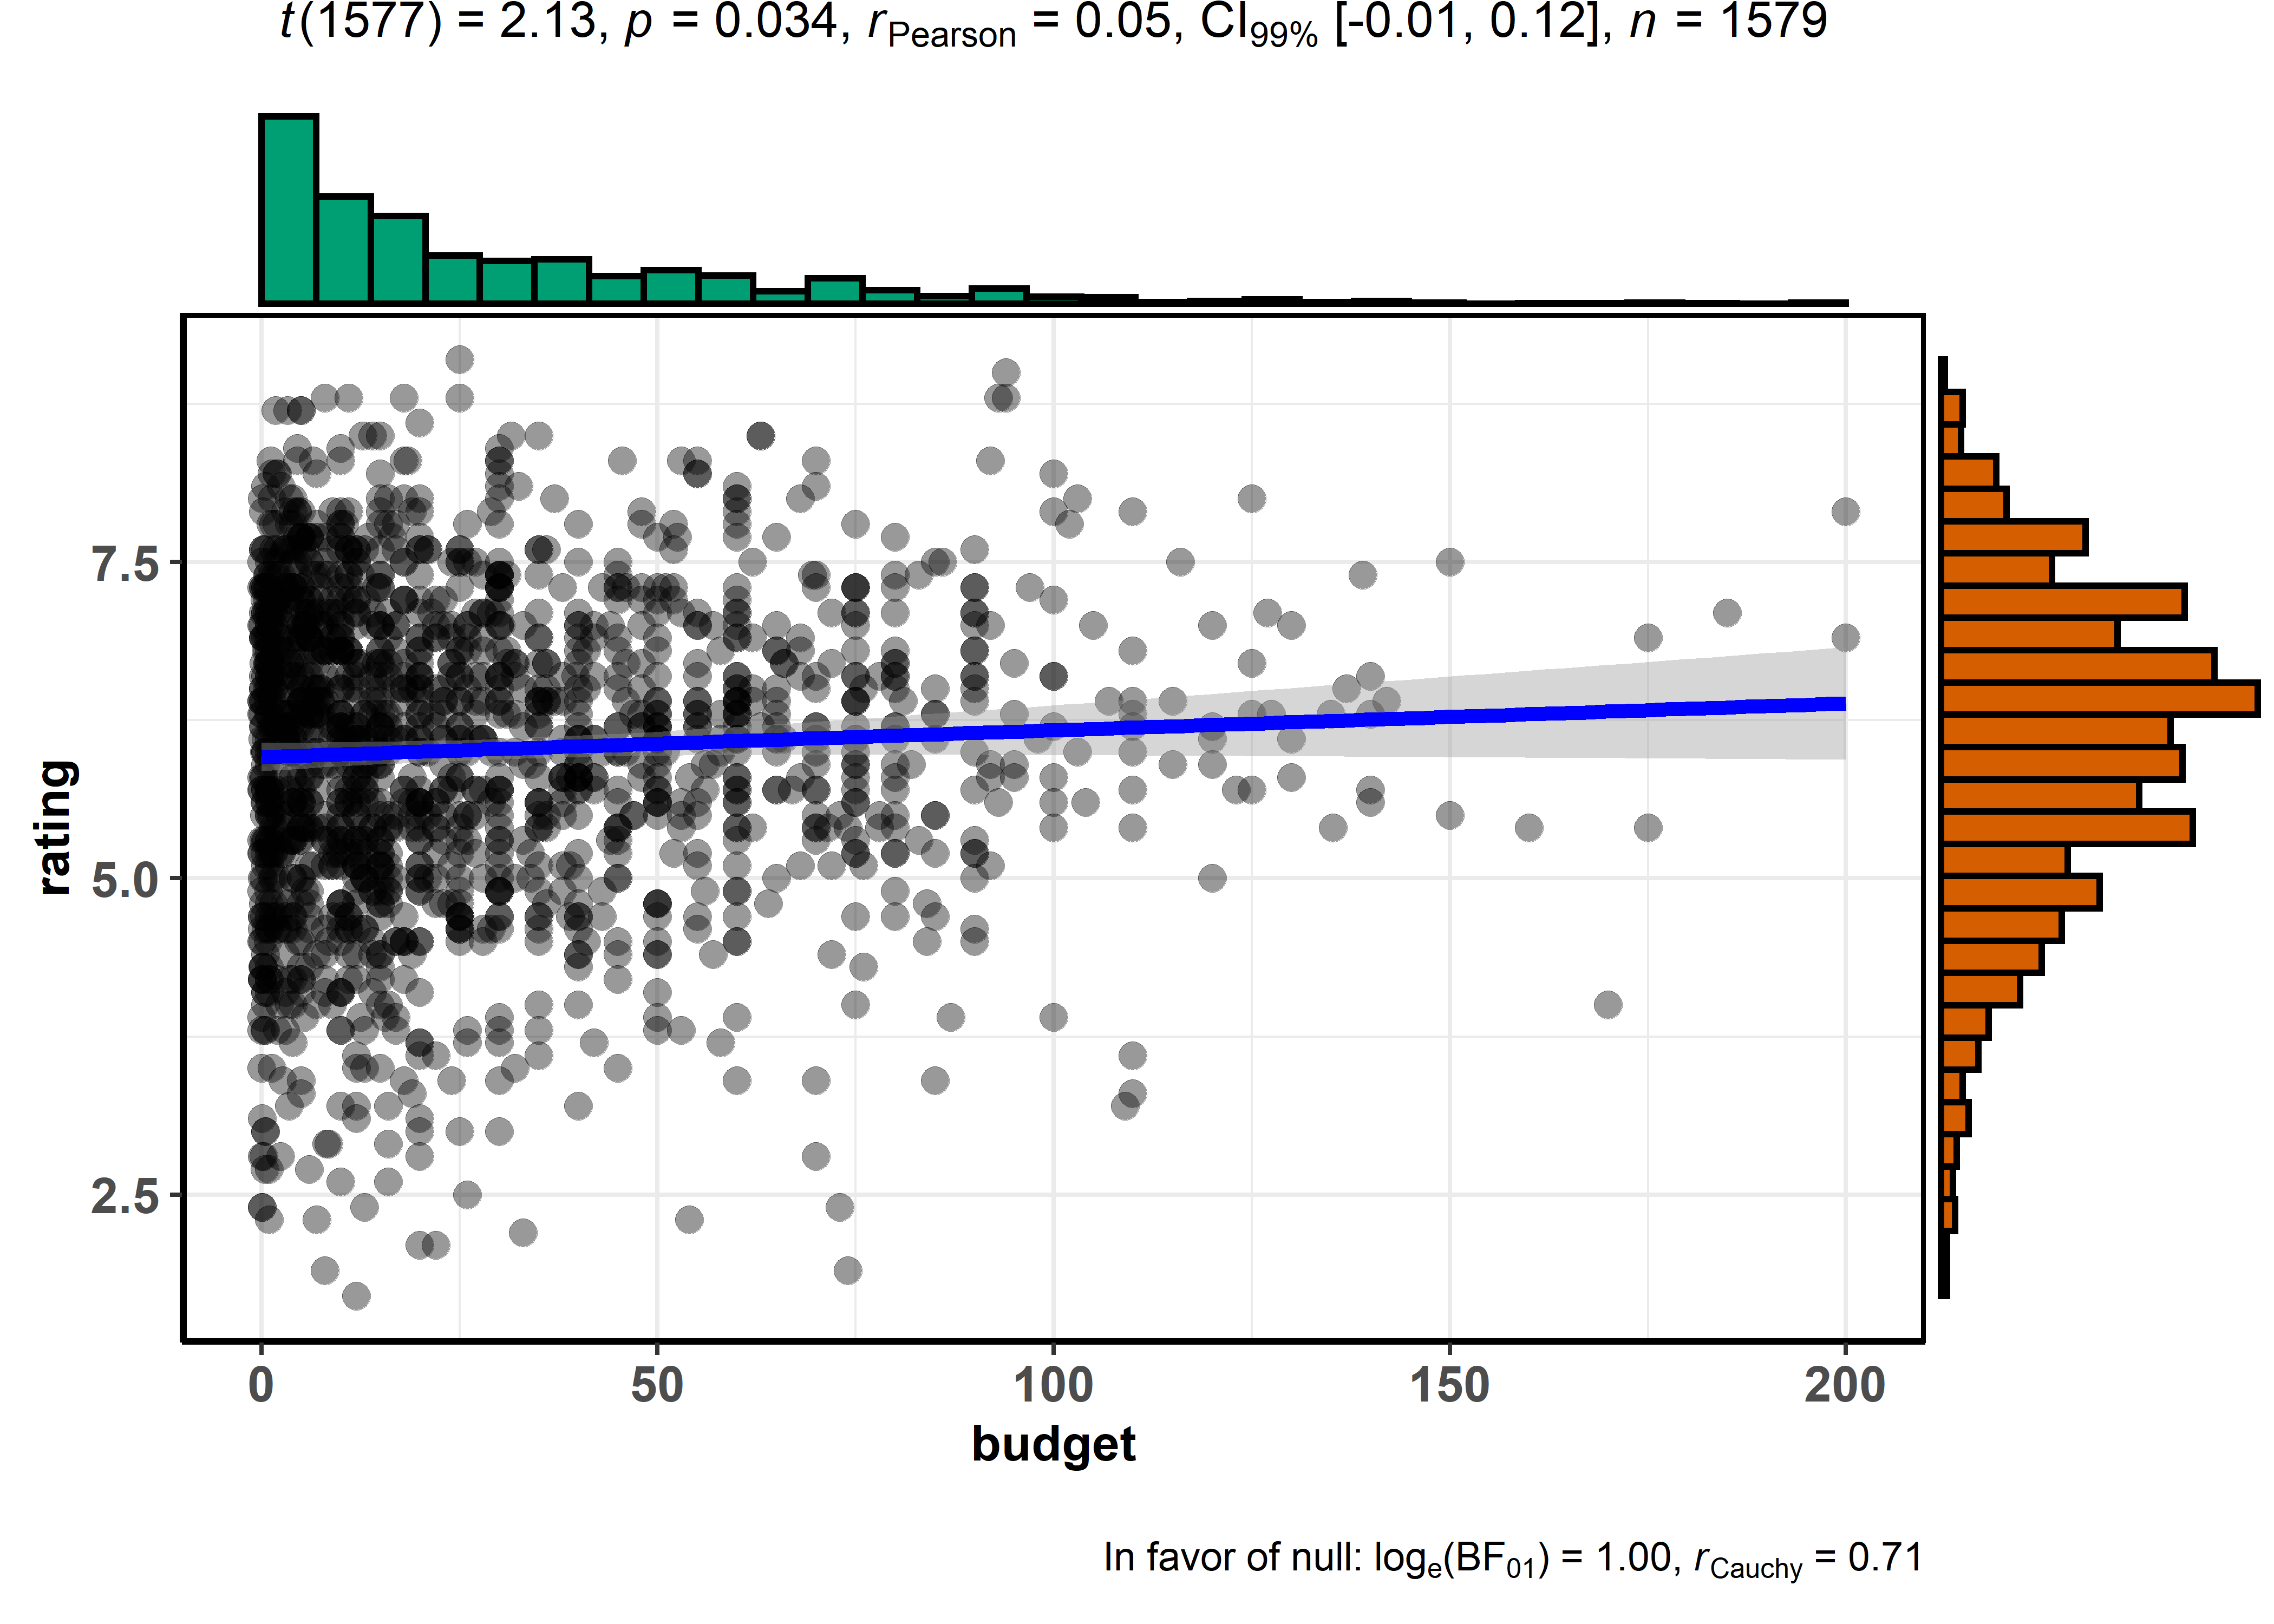 t(1577) = 2.13, p = 0.034, rPearson = 0.05, CI99% [-0.01, 0.12], n = 1579
7.5
5.0
2.5
rating
0 50 100 150 200
budget
In favor of null: loge(BF01) = 1.00, rCauchy = 0.71